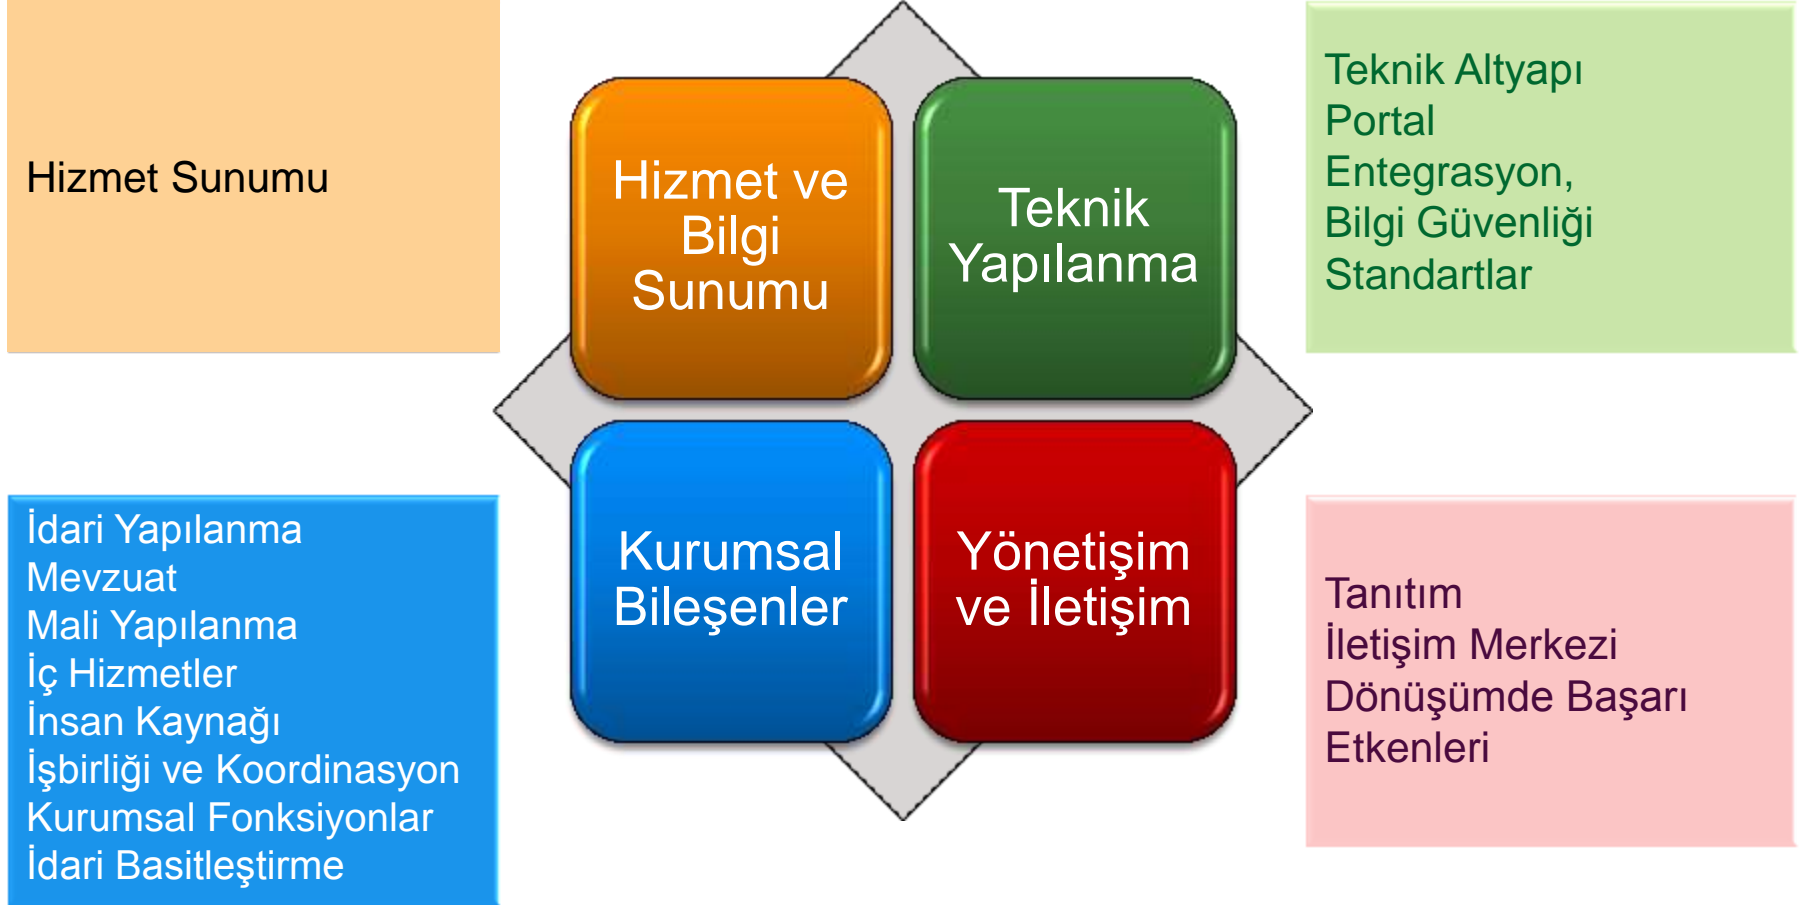 Hizmet Sunumu
Hizmet ve
Bilgi
Sunumu
Teknik
Yapılanma
Teknik Altyapı
Portal
Entegrasyon,
Bilgi Güvenliği
Standartlar
İdari Yapılanma
Mevzuat
Mali Yapılanma
İç Hizmetler
İnsan Kaynağı
İşbirliği ve Koordinasyon
Kurumsal Fonksiyonlar
İdari Basitleştirme
Kurumsal
Bileşenler
Yönetişim
ve İletişim
Tanıtım
İletişim Merkezi
Dönüşümde Başarı
Etkenleri